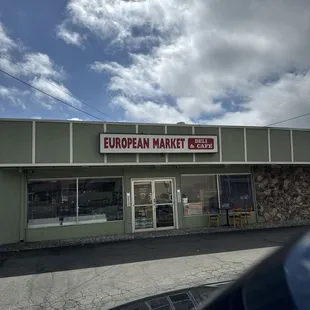 EUROPEAN MARKET
DELI
& CAFE